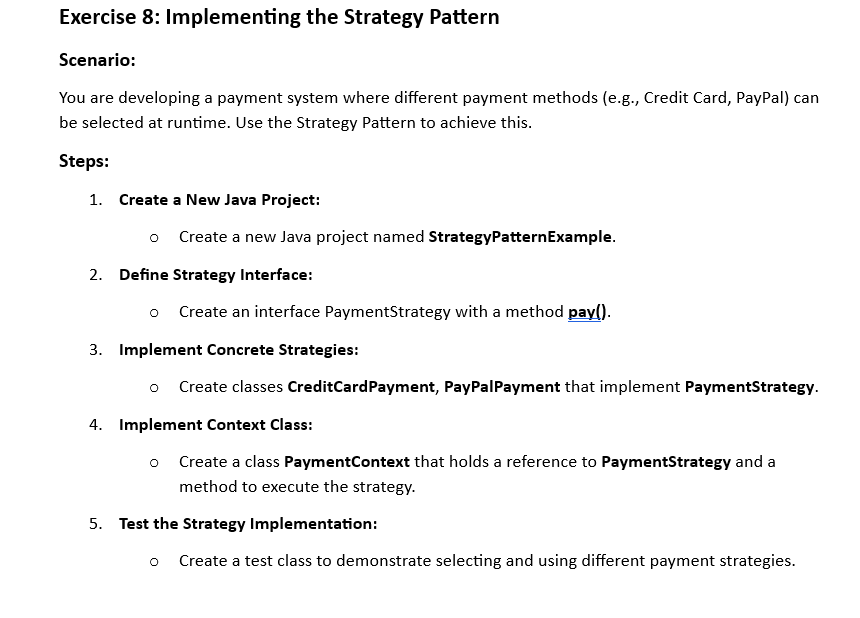 Exercise 8: Implementing the Strategy Pattern
Scenario:
You are developing a payment system where different payment methods (e.g., Credit Card, PayPal) can
be selected at runtime. Use the Strategy Pattern to achieve this.
Steps:
1. Create a New Java Project:
o Create a new Java project named StrategyPatternExample.
2. Define Strategy Interface:
o Create an interface PaymentStrategy with a method pay().
3. Implement Concrete Strategies:
o Create classes CreditCardPayment, PayPalPayment that implement PaymentStrategy.
4. Implement Context Class:
o Create a class PaymentContext that holds a reference to PaymentStrategy and a
method to execute the strategy.
5. Test the Strategy Implementation:
o Create a test class to demonstrate selecting and using different payment strategies.